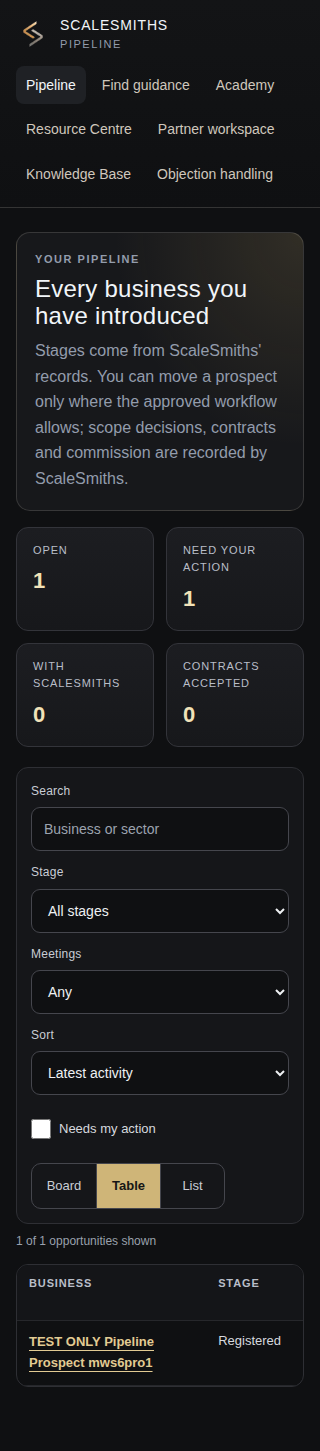 SCALESMITHS
PIPELINE
Pipeline
Find guidance
Academy
Resource Centre
Partner workspace
Knowledge Base
Objection handling
YOUR PIPELINE
Every business you
have introduced
Stages come from ScaleSmiths'
records. You can move a prospect
only where the approved workflow
allows; scope decisions, contracts
and commission are recorded by
ScaleSmiths.
OPEN
1
NEED YOUR
ACTION
1
WITH
SCALESMITHS
0
CONTRACTS
ACCEPTED
0
Search
Business or sector
Stage
All stages
Meetings
Any
Sort
Latest activity
Needs my action
Board
Table
List
1 of 1 opportunities shown
BUSINESS
STAGE
TEST ONLY Pipeline
Prospect mws6pro1
Registered